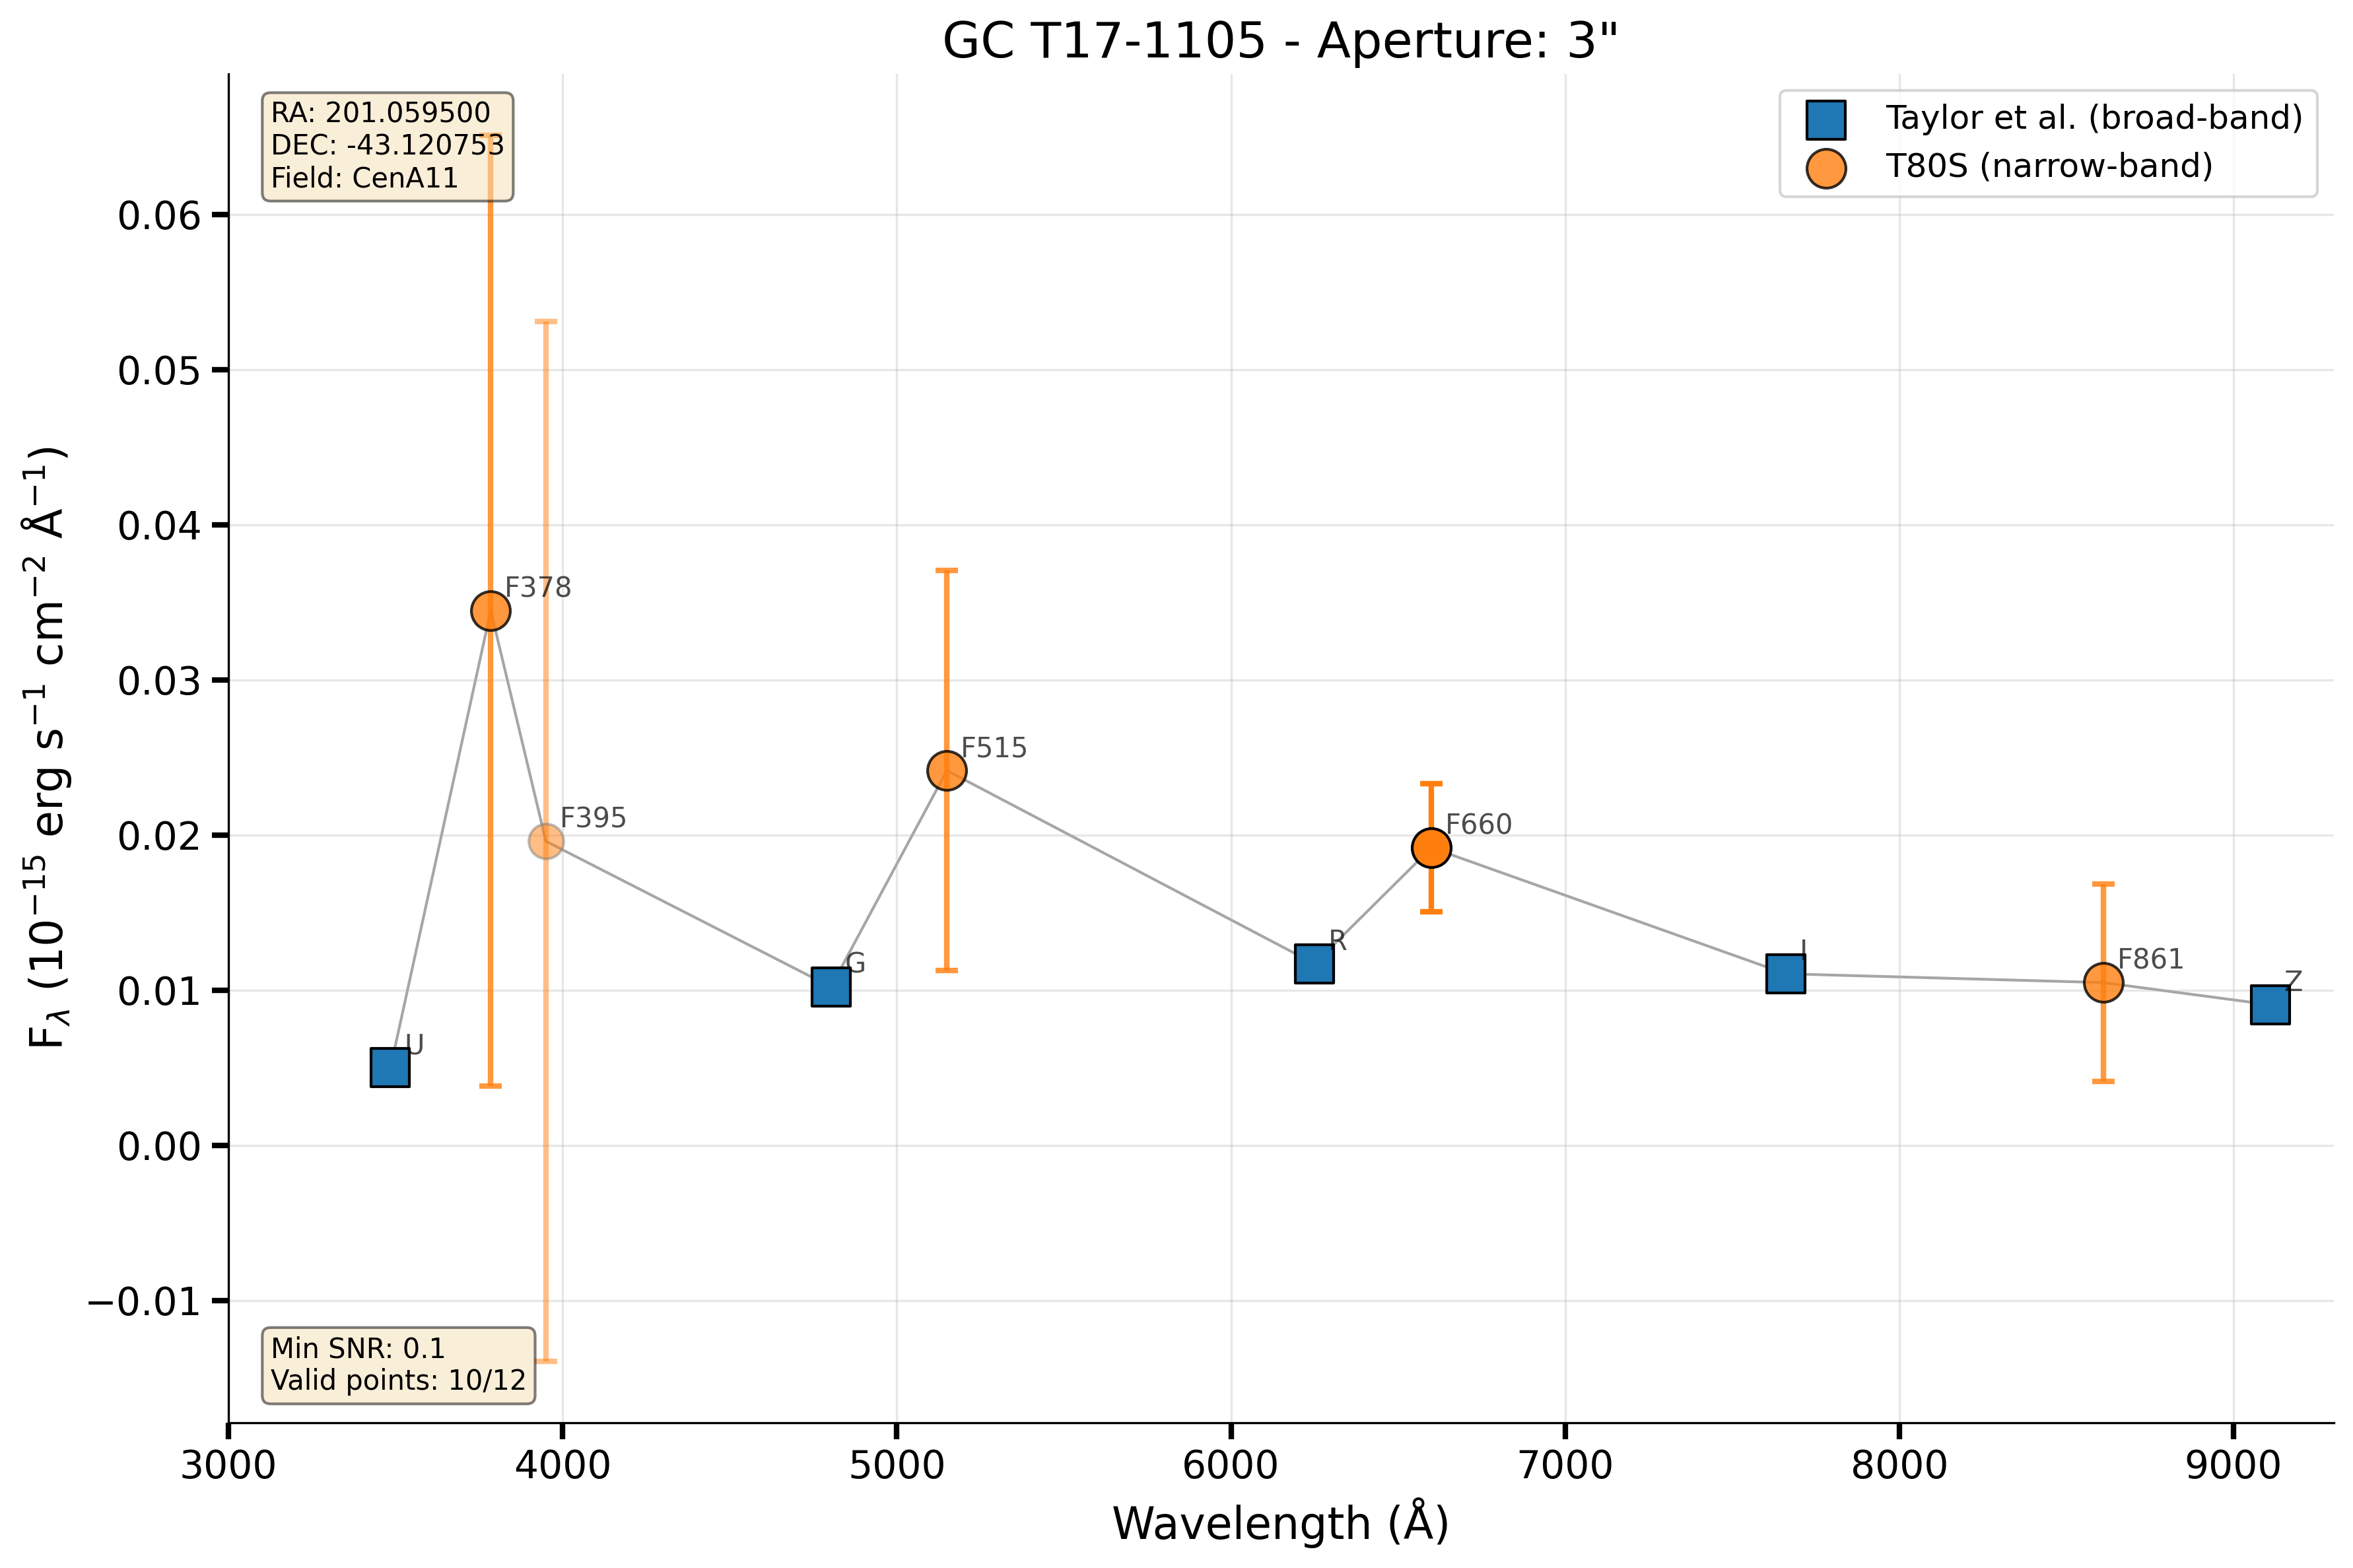 GC T17-1105 - Aperture: 3"
RA: 201.059500
DEC: -43.120753
Field: CenA11
Taylor et al. (broad-band)
T80S (narrow-band)
0.06
0.05
0.04
0.03
0.02
0.01
0.00
−0.01
F_λ (10⁻¹⁵ erg s⁻¹ cm⁻² Å⁻¹)
F378
F395
F515
F660
F861
U
G
R
I
Z
Min SNR: 0.1
Valid points: 10/12
3000
4000
5000
6000
7000
8000
9000
Wavelength (Å)